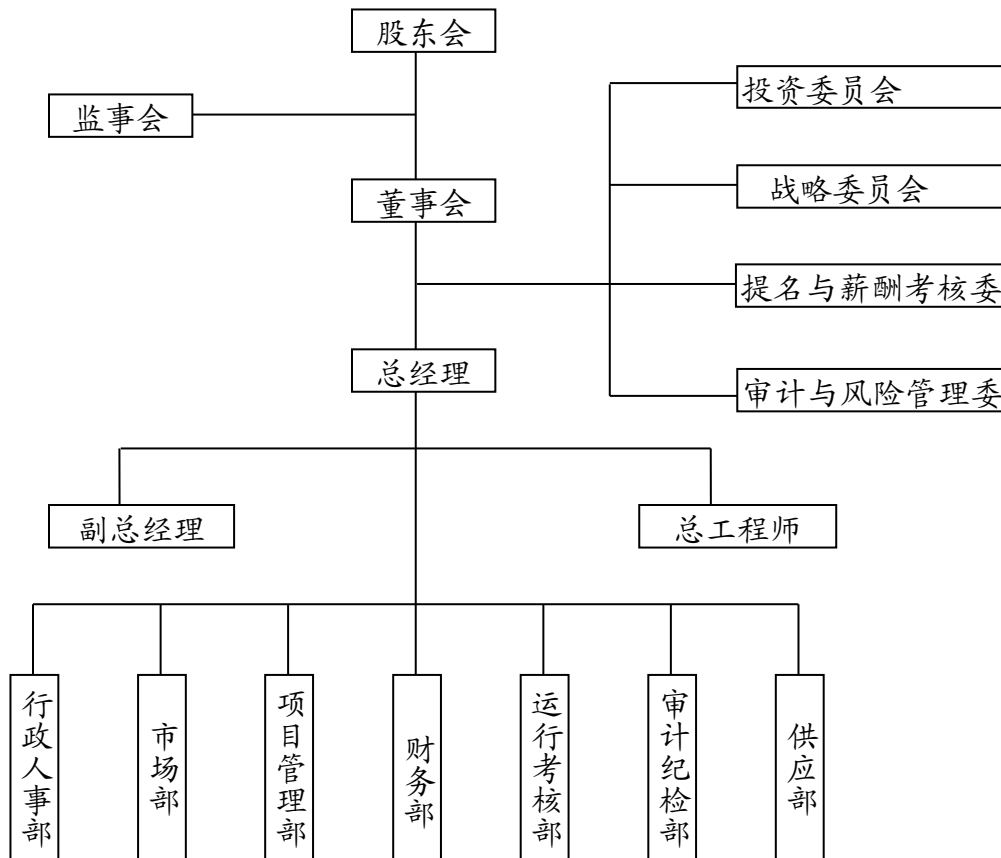 股东会
投资委员会
监事会
战略委员会
董事会
提名与薪酬考核委
总经理
审计与风险管理委
副总经理
总工程师
行政人事部
市场部
项目管理部
财务部
运行考核部
审计纪检部
供应部